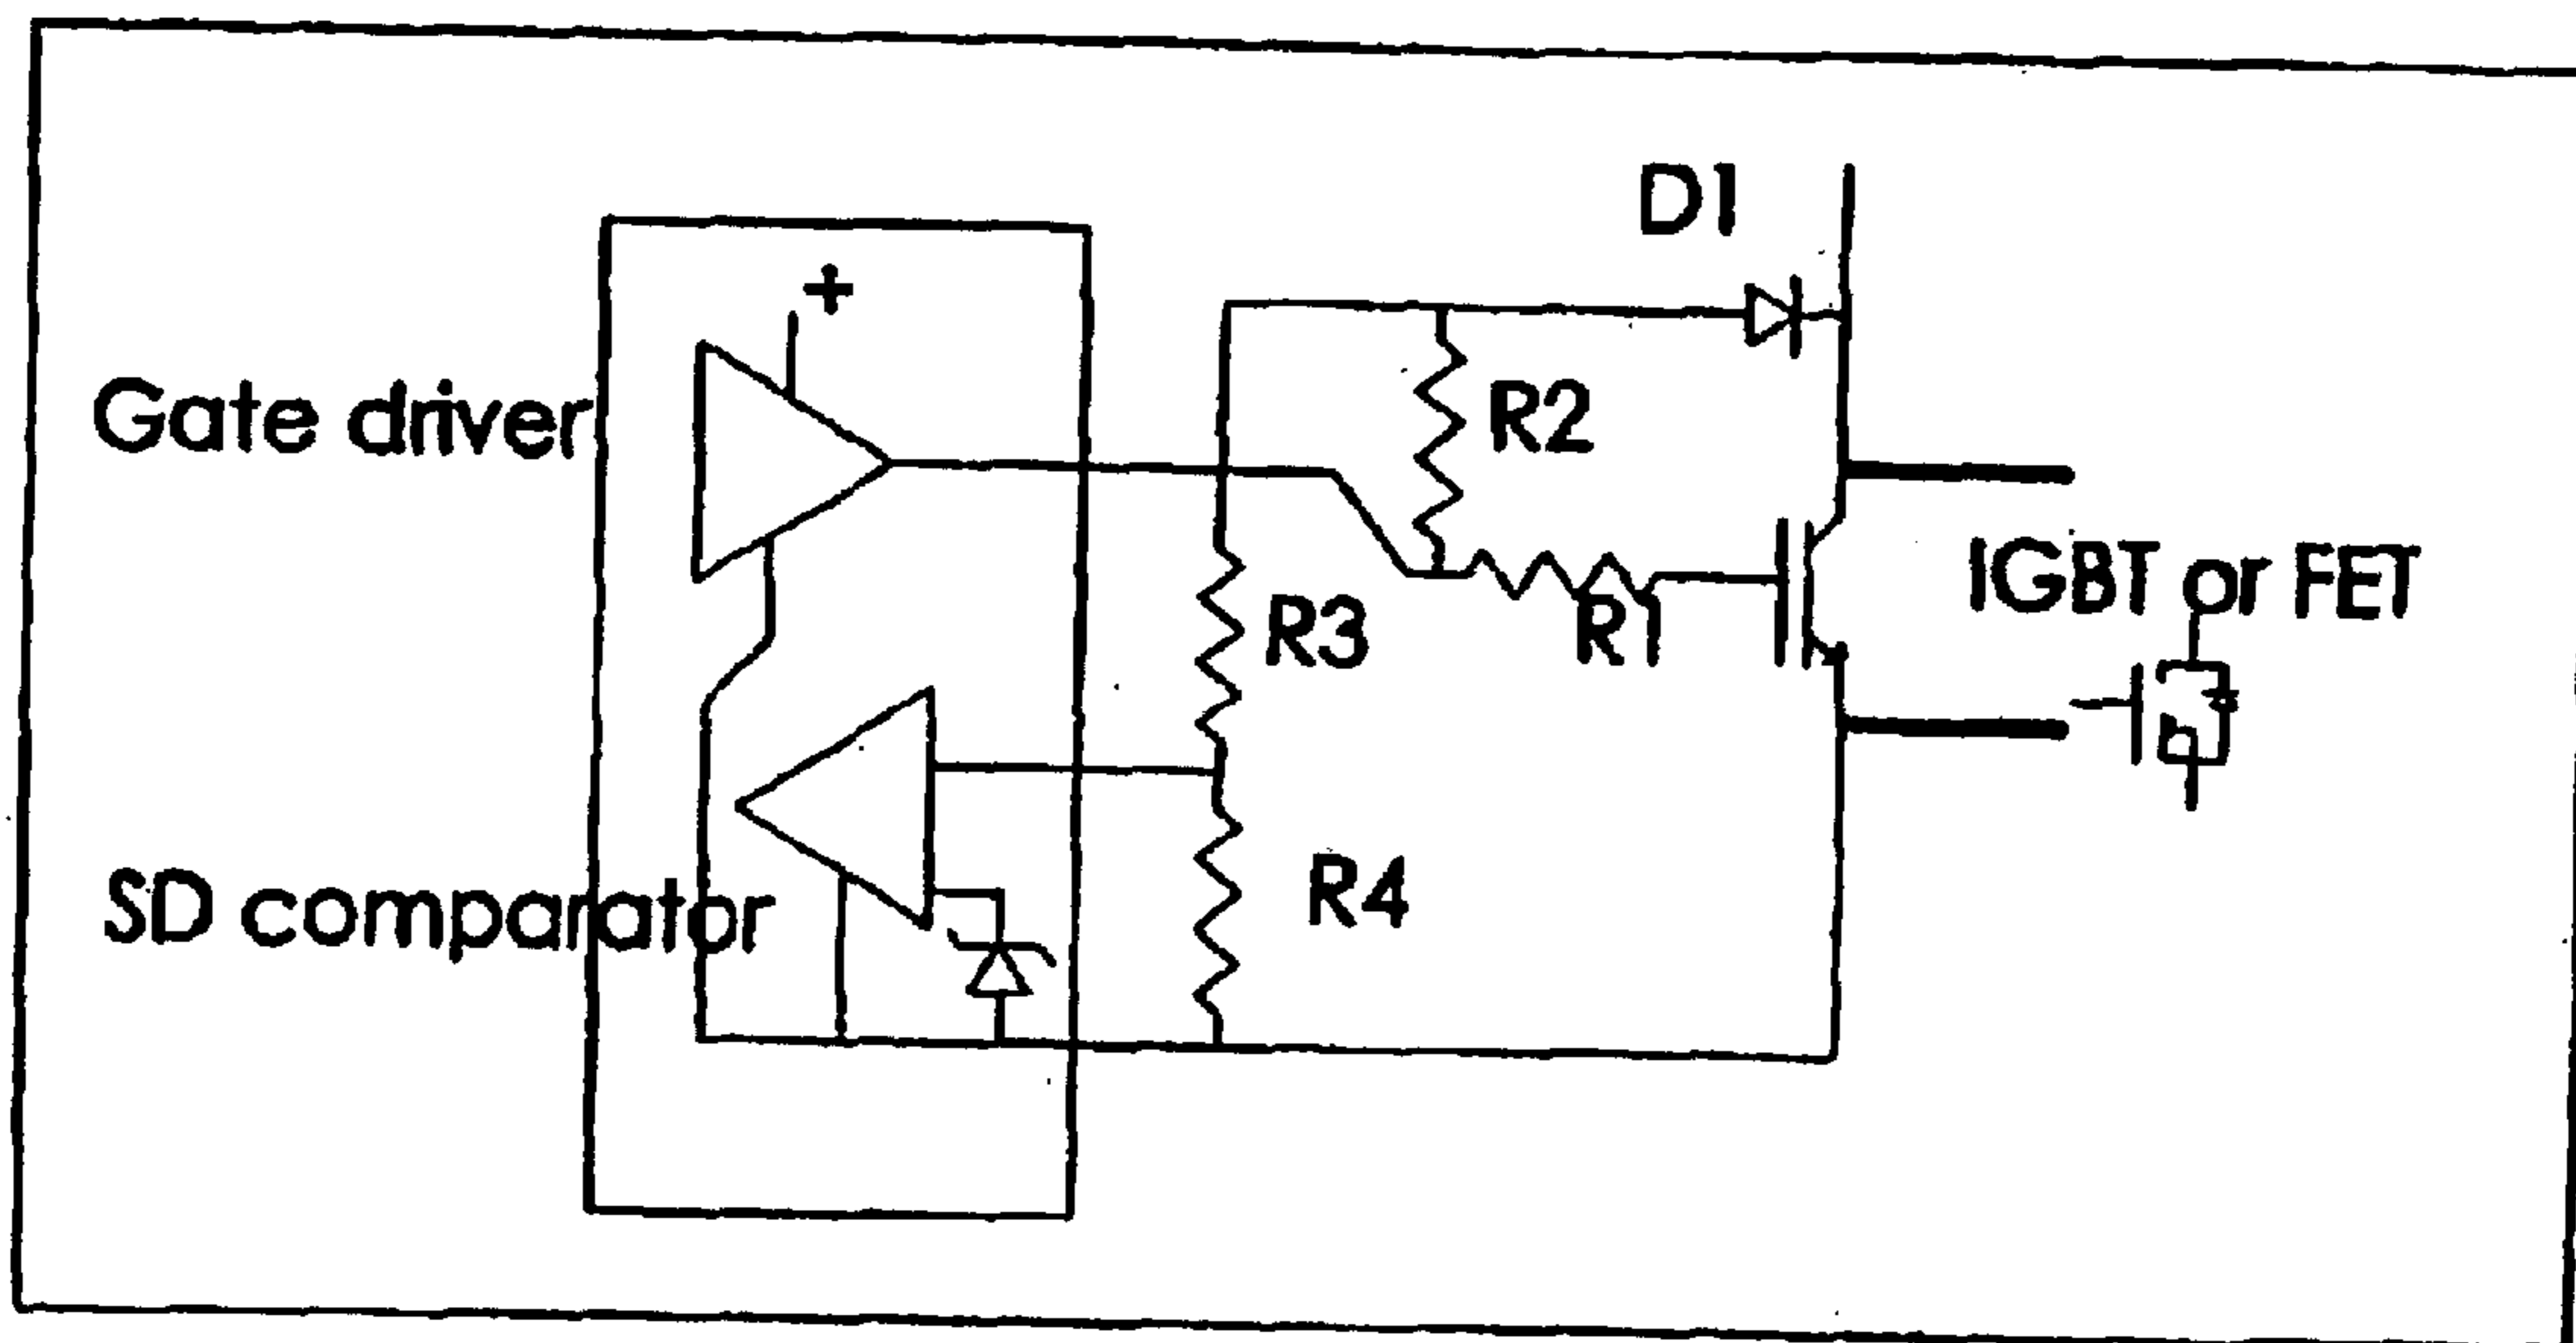 D1
+
Gate driver
R2
IGBT or FET
R3
R1
SD comparator
R4